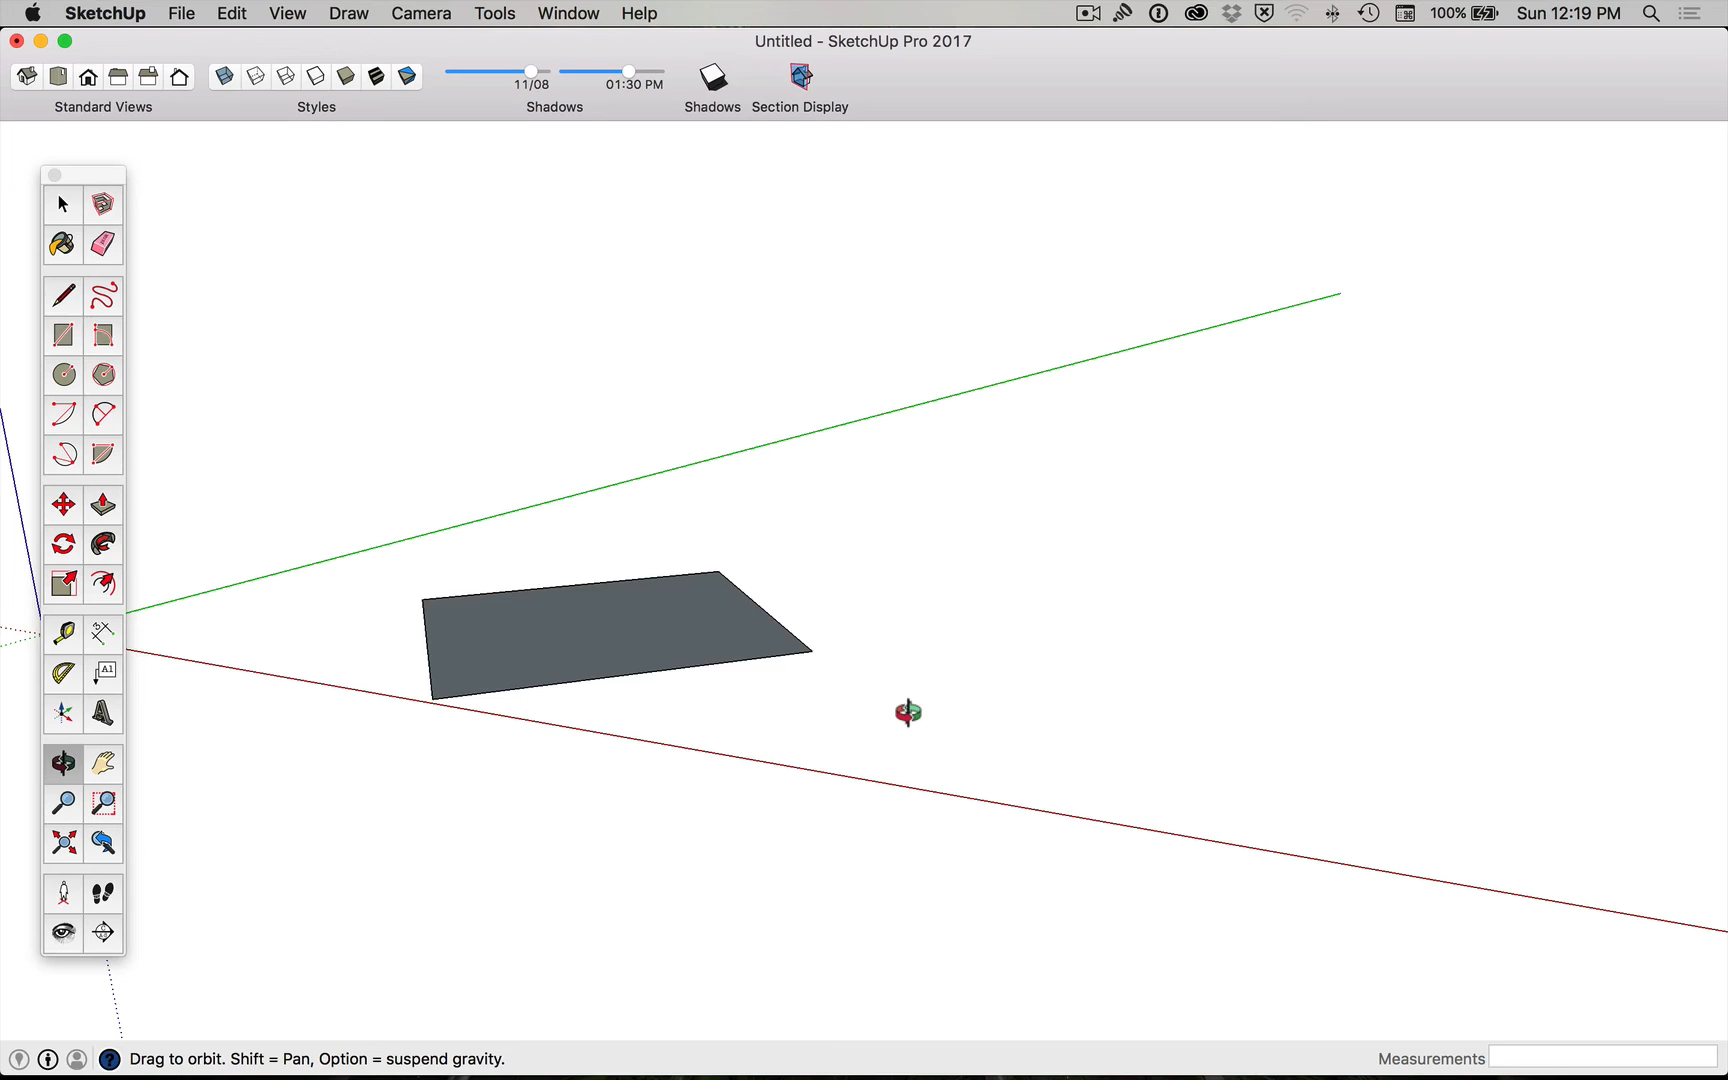 SketchUp File Edit View Draw Camera Tools Window Help 100% Sun 12:19 PM
Untitled - SketchUp Pro 2017
11/08 01:30 PM
Standard Views Styles Shadows Shadows Section Display
A1
Drag to orbit. Shift = Pan, Option = suspend gravity. Measurements